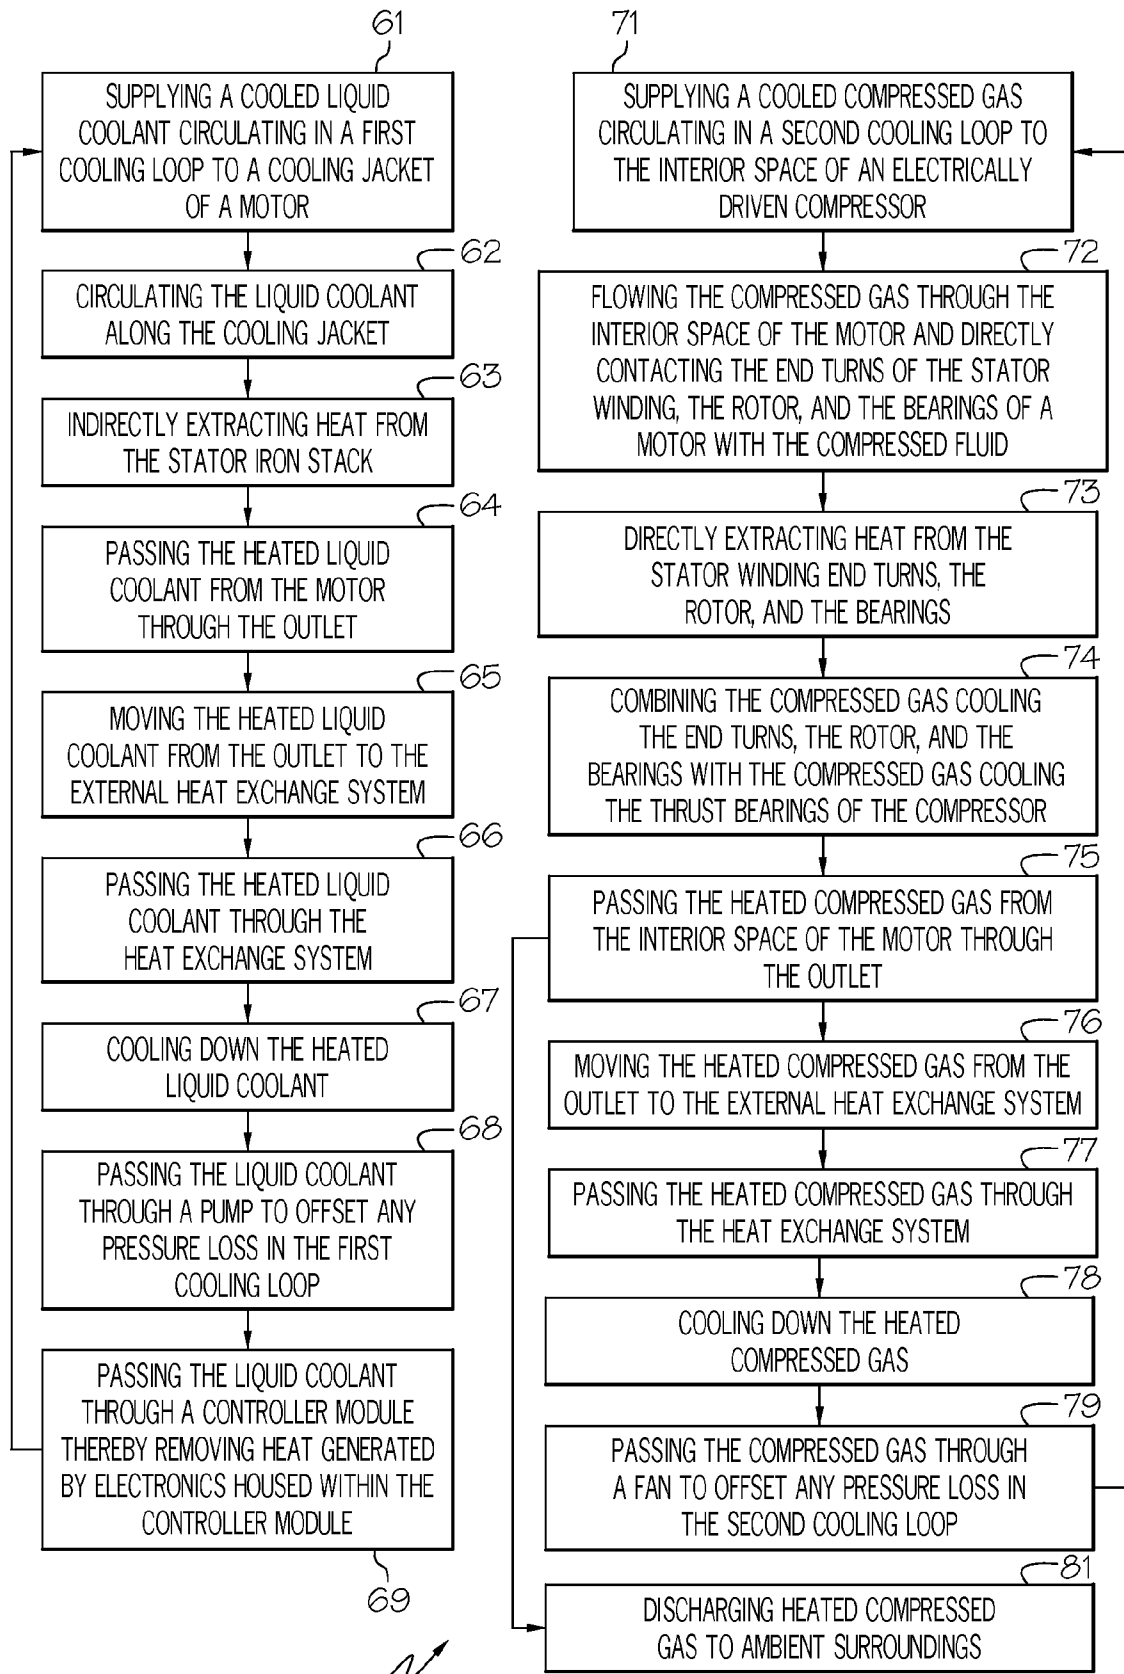 61
SUPPLYING A COOLED LIQUID
COOLANT CIRCULATING IN A FIRST
COOLING LOOP TO A COOLING JACKET
OF A MOTOR
62
CIRCULATING THE LIQUID COOLANT
ALONG THE COOLING JACKET
63
INDIRECTLY EXTRACTING HEAT FROM
THE STATOR IRON STACK
64
PASSING THE HEATED LIQUID
COOLANT FROM THE MOTOR
THROUGH THE OUTLET
65
MOVING THE HEATED LIQUID
COOLANT FROM THE OUTLET TO THE
EXTERNAL HEAT EXCHANGE SYSTEM
66
PASSING THE HEATED LIQUID
COOLANT THROUGH THE
HEAT EXCHANGE SYSTEM
67
COOLING DOWN THE HEATED
LIQUID COOLANT
68
PASSING THE LIQUID COOLANT
THROUGH A PUMP TO OFFSET ANY
PRESSURE LOSS IN THE FIRST
COOLING LOOP
PASSING THE LIQUID COOLANT
THROUGH A CONTROLLER MODULE
THEREBY REMOVING HEAT GENERATED
BY ELECTRONICS HOUSED WITHIN THE
CONTROLLER MODULE
69
71
SUPPLYING A COOLED COMPRESSED GAS
CIRCULATING IN A SECOND COOLING LOOP TO
THE INTERIOR SPACE OF AN ELECTRICALLY
DRIVEN COMPRESSOR
72
FLOWING THE COMPRESSED GAS THROUGH THE
INTERIOR SPACE OF THE MOTOR AND DIRECTLY
CONTACTING THE END TURNS OF THE STATOR
WINDING, THE ROTOR, AND THE BEARINGS OF A
MOTOR WITH THE COMPRESSED FLUID
73
DIRECTLY EXTRACTING HEAT FROM THE
STATOR WINDING END TURNS, THE
ROTOR, AND THE BEARINGS
74
COMBINING THE COMPRESSED GAS COOLING
THE END TURNS, THE ROTOR, AND THE
BEARINGS WITH THE COMPRESSED GAS COOLING
THE THRUST BEARINGS OF THE COMPRESSOR
75
PASSING THE HEATED COMPRESSED GAS FROM
THE INTERIOR SPACE OF THE MOTOR THROUGH
THE OUTLET
76
MOVING THE HEATED COMPRESSED GAS FROM THE
OUTLET TO THE EXTERNAL HEAT EXCHANGE SYSTEM
77
PASSING THE HEATED COMPRESSED GAS THROUGH
THE HEAT EXCHANGE SYSTEM
78
COOLING DOWN THE HEATED
COMPRESSED GAS
79
PASSING THE COMPRESSED GAS THROUGH
A FAN TO OFFSET ANY PRESSURE LOSS IN
THE SECOND COOLING LOOP
81
DISCHARGING HEATED COMPRESSED
GAS TO AMBIENT SURROUNDINGS